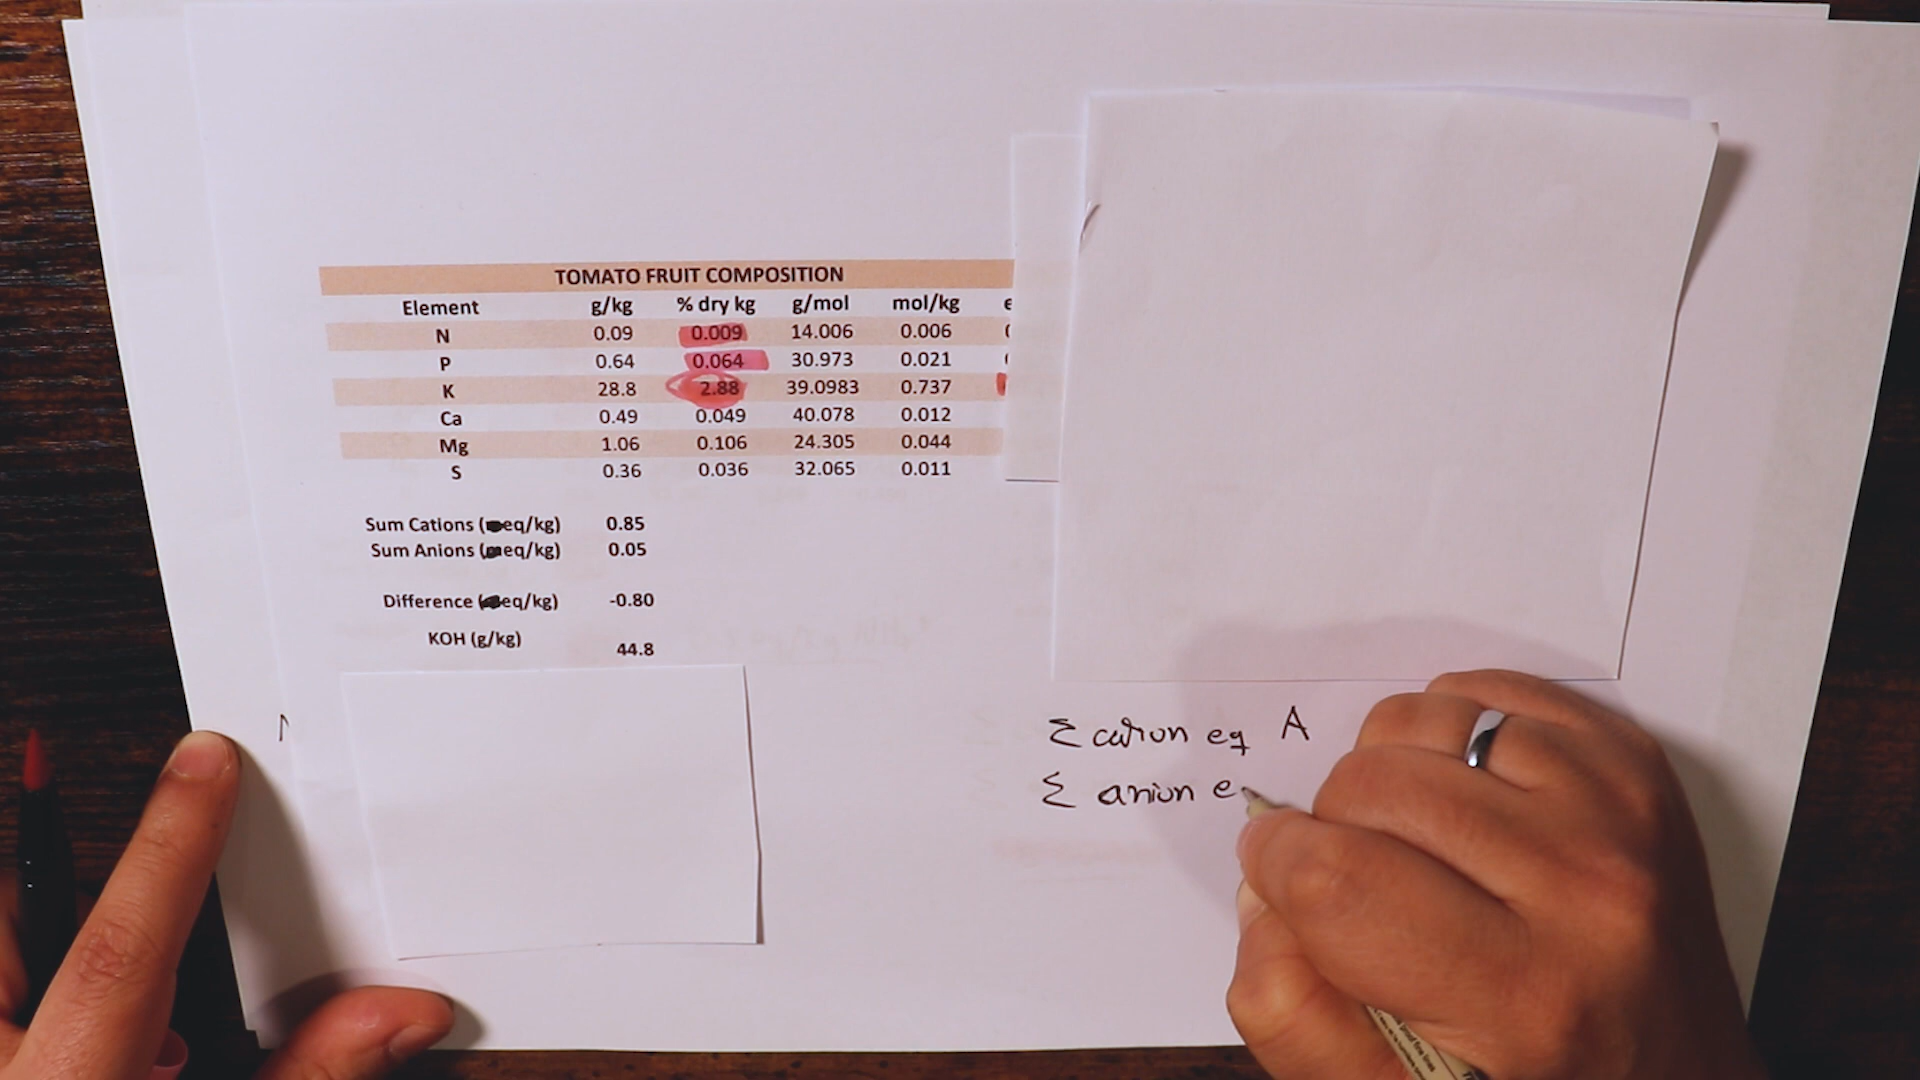 TOMATO FRUIT COMPOSITION
Element g/kg % dry kg g/mol mol/kg
N 0.09 0.009 14.006 0.006
P 0.64 0.064 30.973 0.021
K 28.8 2.88 39.0983 0.737
Ca 0.49 0.049 40.078 0.012
Mg 1.06 0.106 24.305 0.044
S 0.36 0.036 32.065 0.011
Sum Cations (eq/kg) 0.85
Sum Anions (eq/kg) 0.05
Difference (eq/kg) -0.80
KOH (g/kg) 44.8
Σ cation eq A
Σ anion e